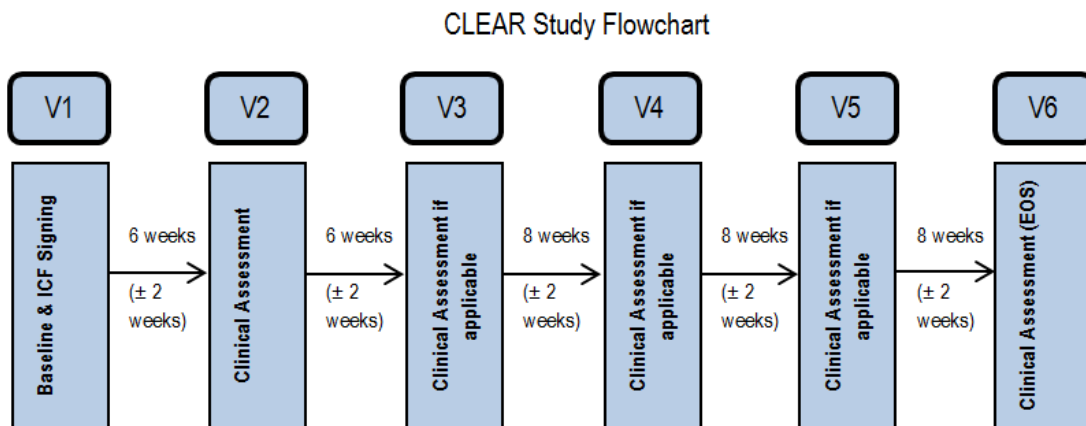 CLEAR Study Flowchart
V1
V2
V3
V4
V5
V6
Baseline & ICF Signing
6 weeks
(± 2
weeks)
Clinical Assessment
6 weeks
(± 2
weeks)
Clinical Assessment if
applicable
8 weeks
(± 2
weeks)
Clinical Assessment if
applicable
8 weeks
(± 2
weeks)
Clinical Assessment if
applicable
8 weeks
(± 2
weeks)
Clinical Assessment (EOS)